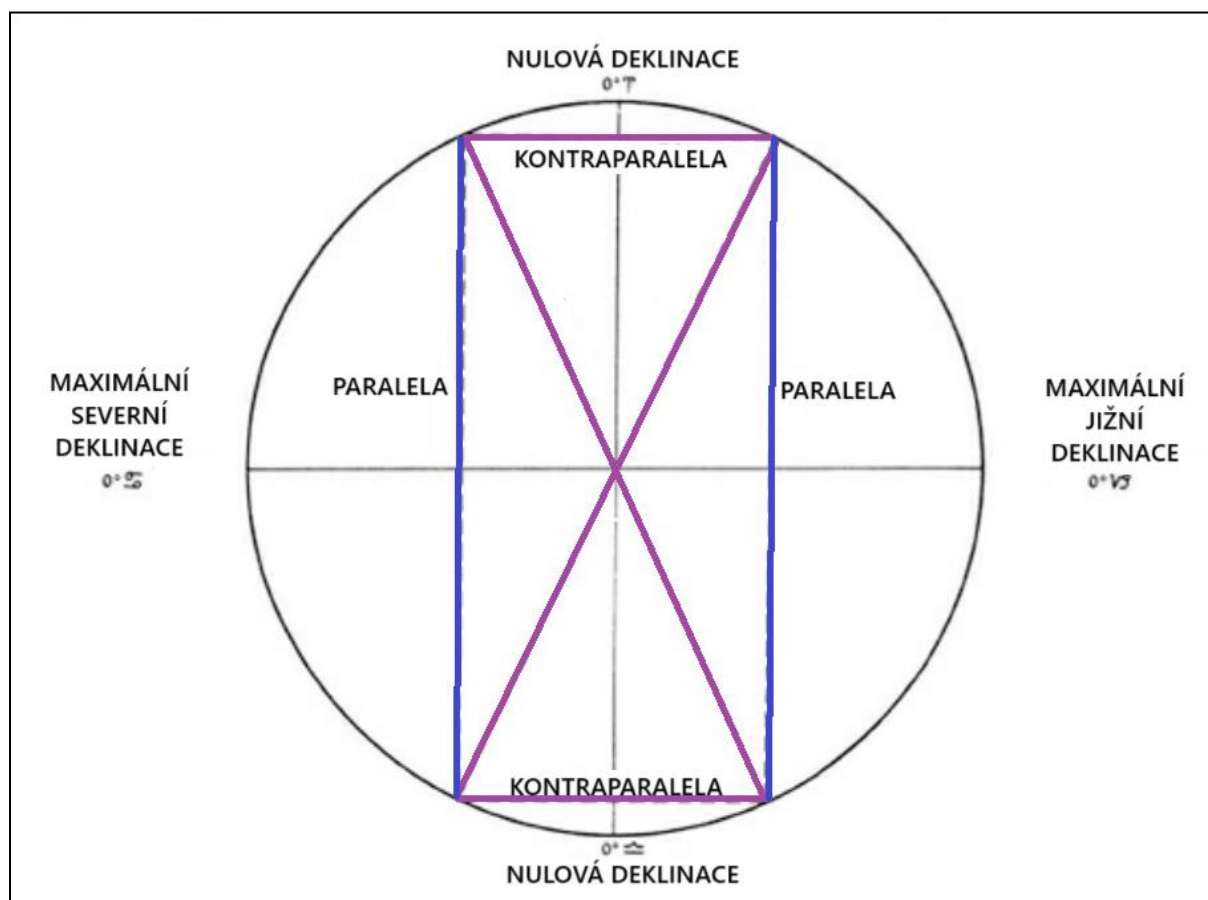 NULOVÁ DEKLINACE
0°♈
KONTRAPARALELA
MAXIMÁLNÍ
SEVERNÍ
DEKLINACE
0°♋
PARALELA
PARALELA
MAXIMÁLNÍ
JIŽNÍ
DEKLINACE
0°♑
KONTRAPARALELA
0°♎
NULOVÁ DEKLINACE